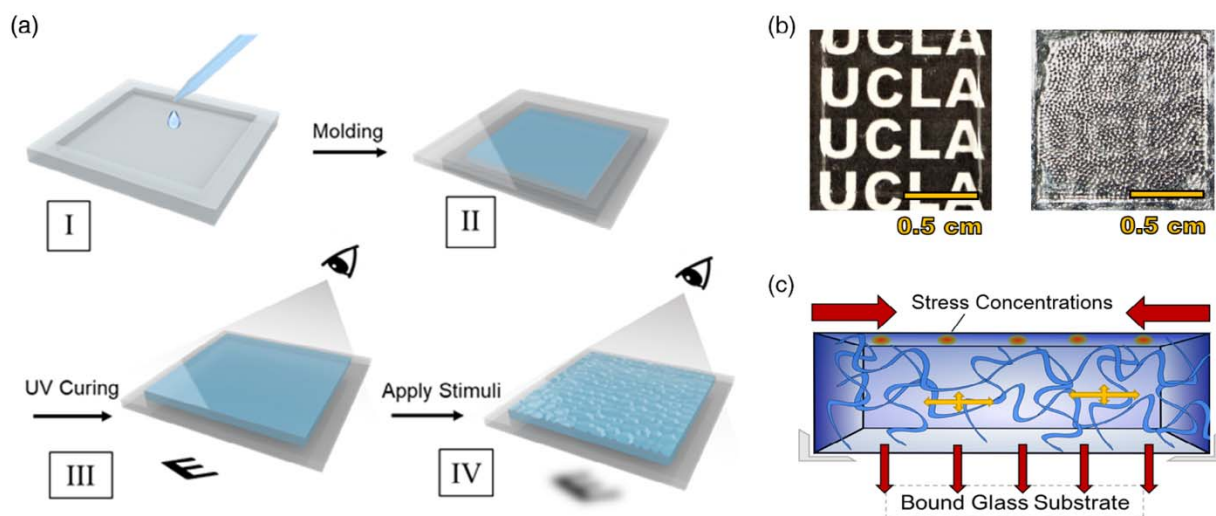 (a)
Molding
I
II
UV Curing
Apply Stimuli
III
E
IV
E
(b)
UCLA
UCLA
UCLA
UCLA
0.5 cm
0.5 cm
(c)
Stress Concentrations
Bound Glass Substrate